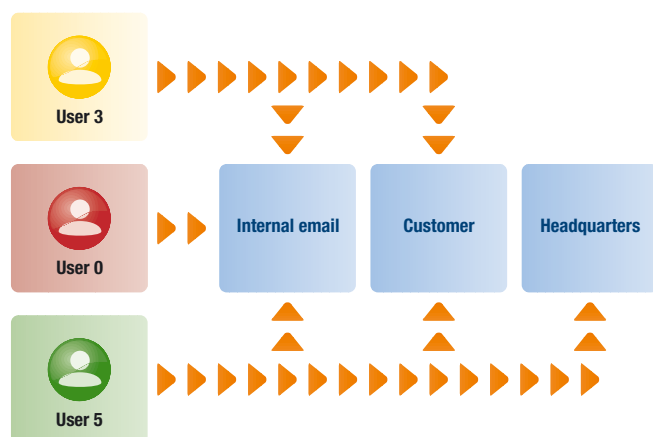 User 3
User 0
Internal email
Customer
Headquarters
User 5